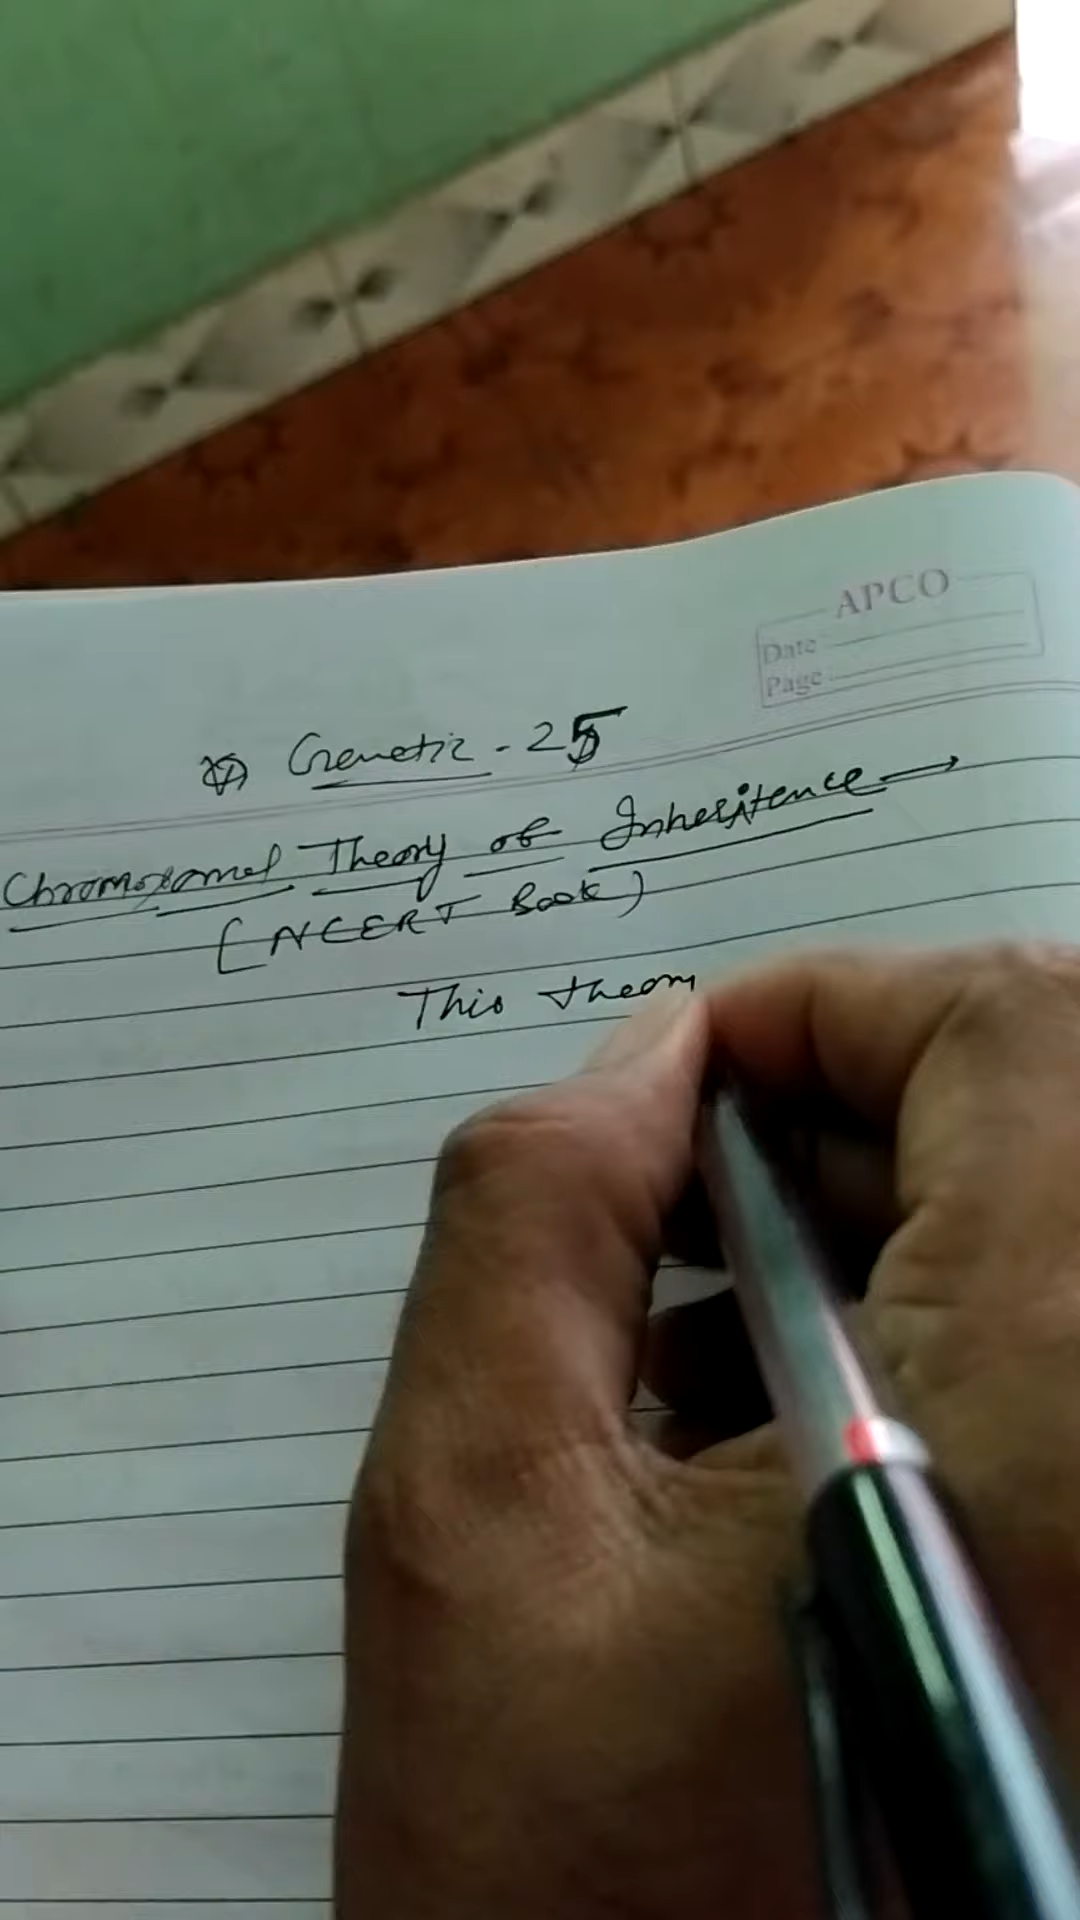 APCO
Date
Page
Genetic - 25
Chromosomal Theory of Inheritence →
(NCERT Book)
This theory